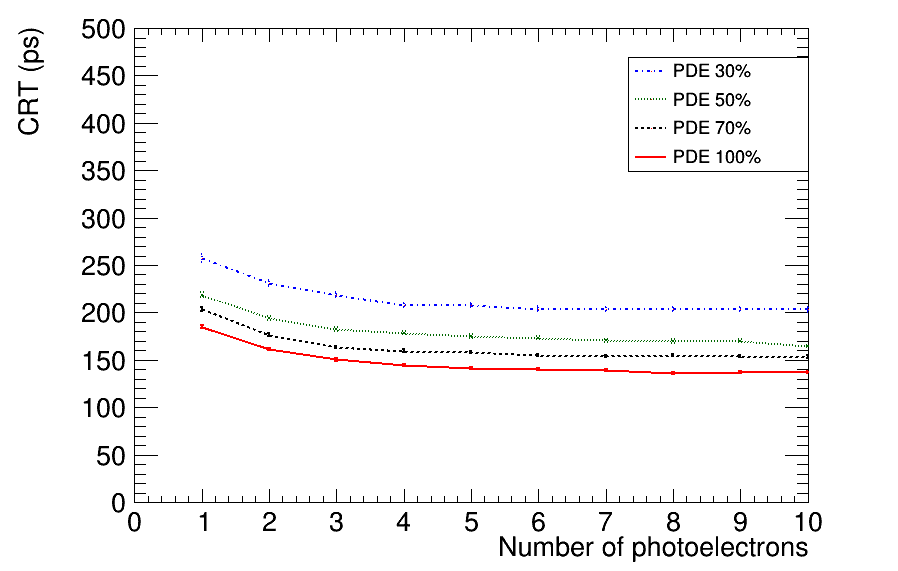 CRT (ps)
500
450
400
350
300
250
200
150
100
50
0
PDE 30%
PDE 50%
PDE 70%
PDE 100%
0 1 2 3 4 5 6 7 8 9 10
Number of photoelectrons